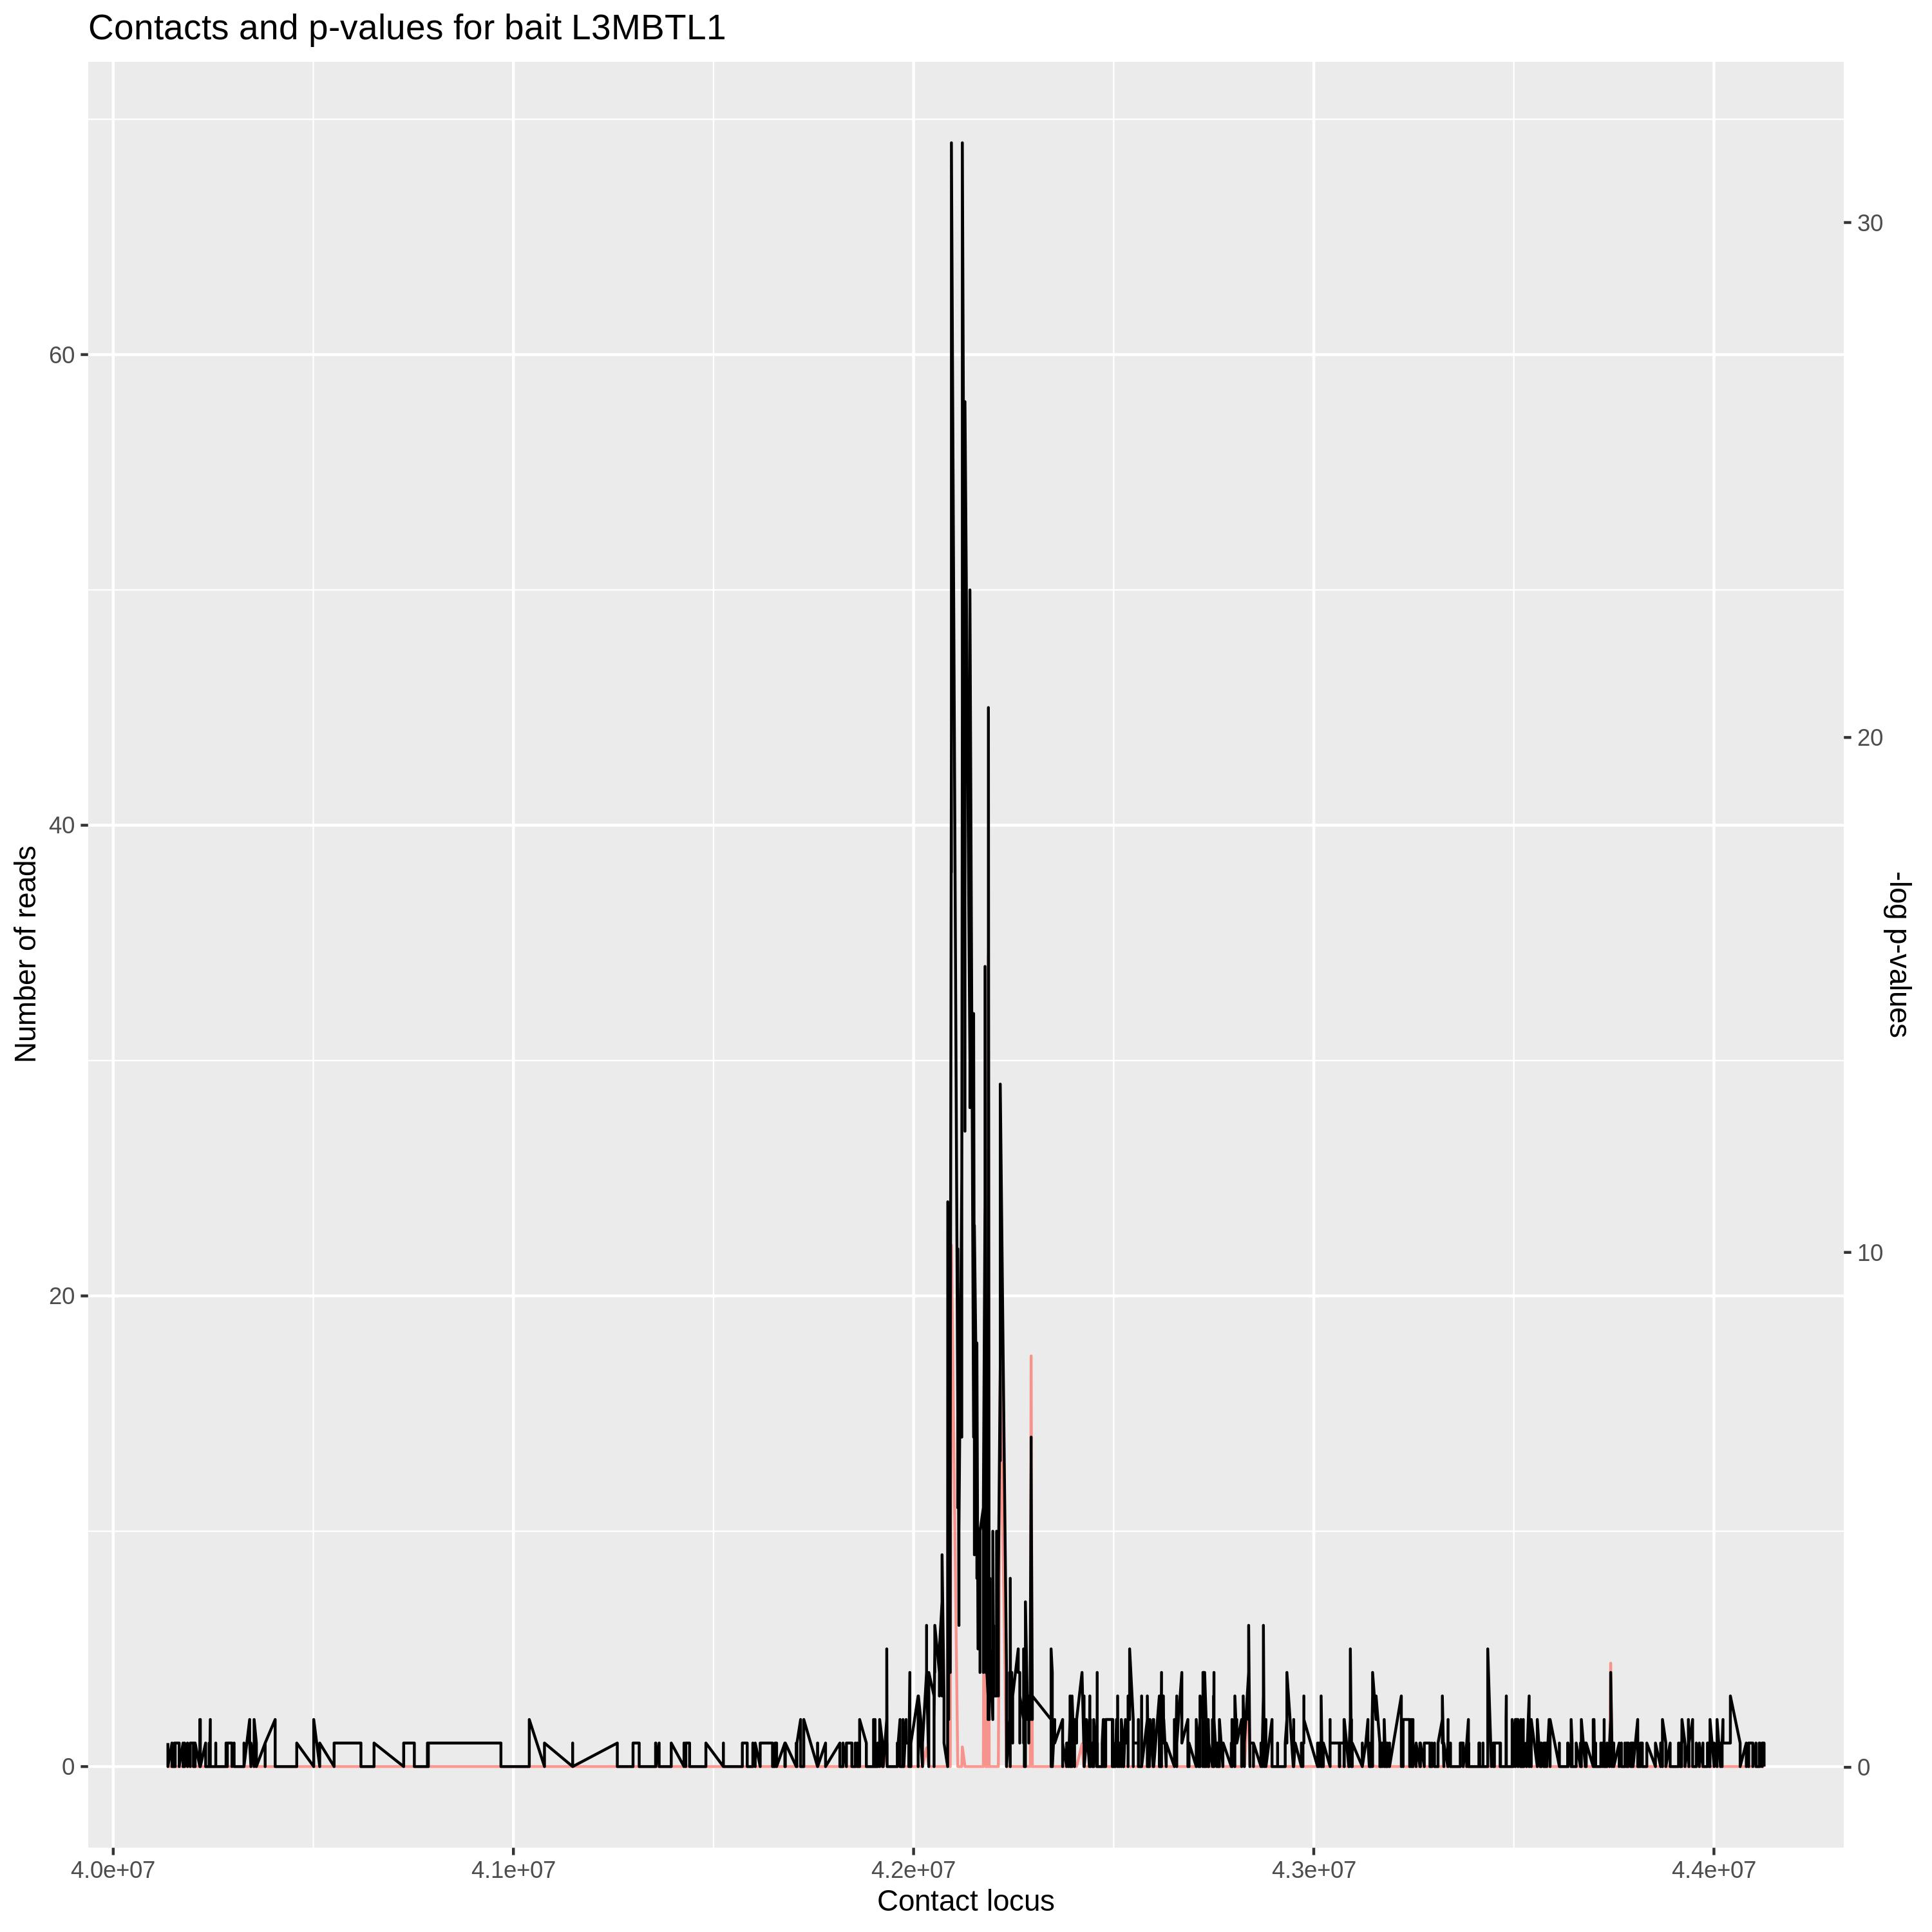 Contacts and p-values for bait L3MBTL1
60
40
20
0
Number of reads
30
20
10
0
-log p-values
4.0e+07 4.1e+07 4.2e+07 4.3e+07 4.4e+07
Contact locus